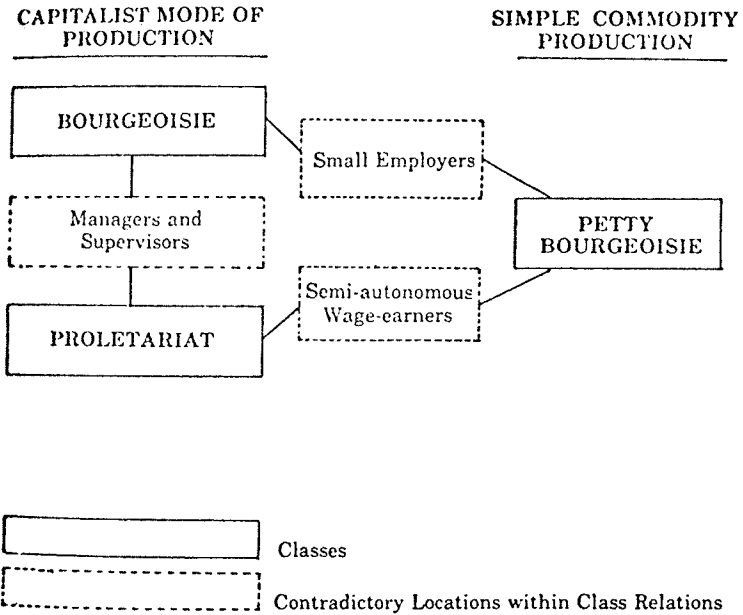 CAPITALIST MODE OF
PRODUCTION
SIMPLE COMMODITY
PRODUCTION
BOURGEOISIE
Small Employers
Managers and
Supervisors
PETTY
BOURGEOISIE
Semi-autonomous
Wage-earners
PROLETARIAT
Classes
Contradictory Locations within Class Relations